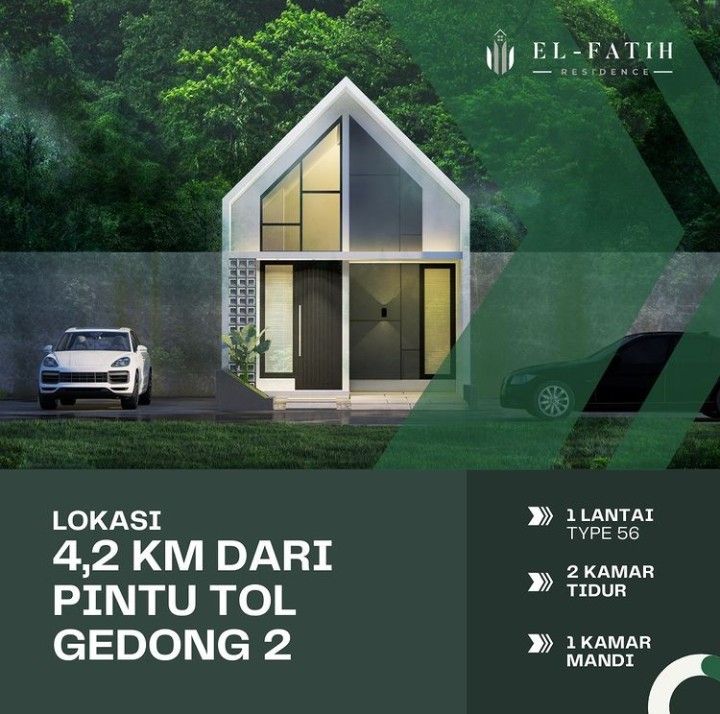 EL-FATIH
RESIDENCE
LOKASI
4,2 KM DARI
PINTU TOL
GEDONG 2
1 LANTAI
TYPE 56
2 KAMAR
TIDUR
1 KAMAR
MANDI